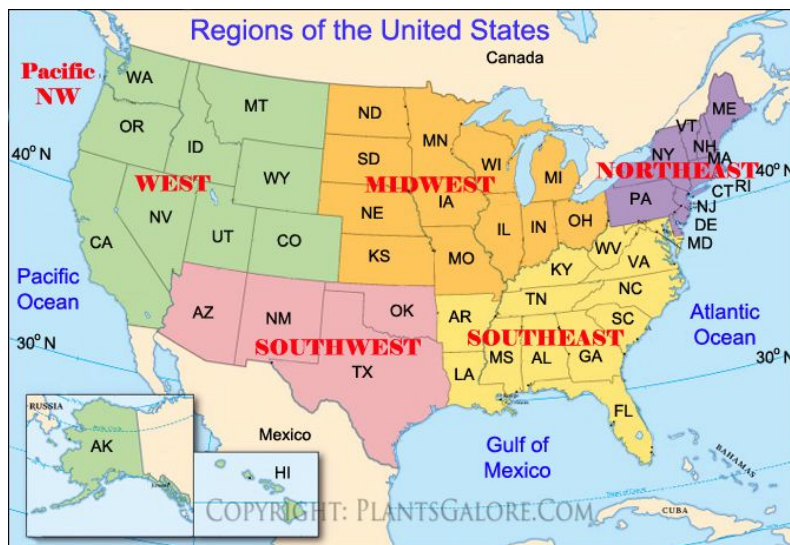 Regions of the United States
Canada
Pacific
NW
WA
MT
ND
MN
ME
VT
OR
ID
SD
WI
MI
NY
NH
MA
40° N
WEST
MIDWEST
NORTHEAST
40° N
WY
CT
RI
NV
NE
IA
PA
NJ
CA
UT
CO
IL
IN
OH
DE
MD
KS
MO
WV
VA
KY
Pacific
Ocean
NC
TN
AZ
NM
OK
AR
SC
Atlantic
Ocean
30° N
SOUTHWEST
SOUTHEAST
30° N
TX
LA
MS
AL
GA
RUSSIA
FL
AK
Mexico
Gulf of
Mexico
BAHAMAS
HI
COPYRIGHT: PLANTSGALORE.COM
CUBA